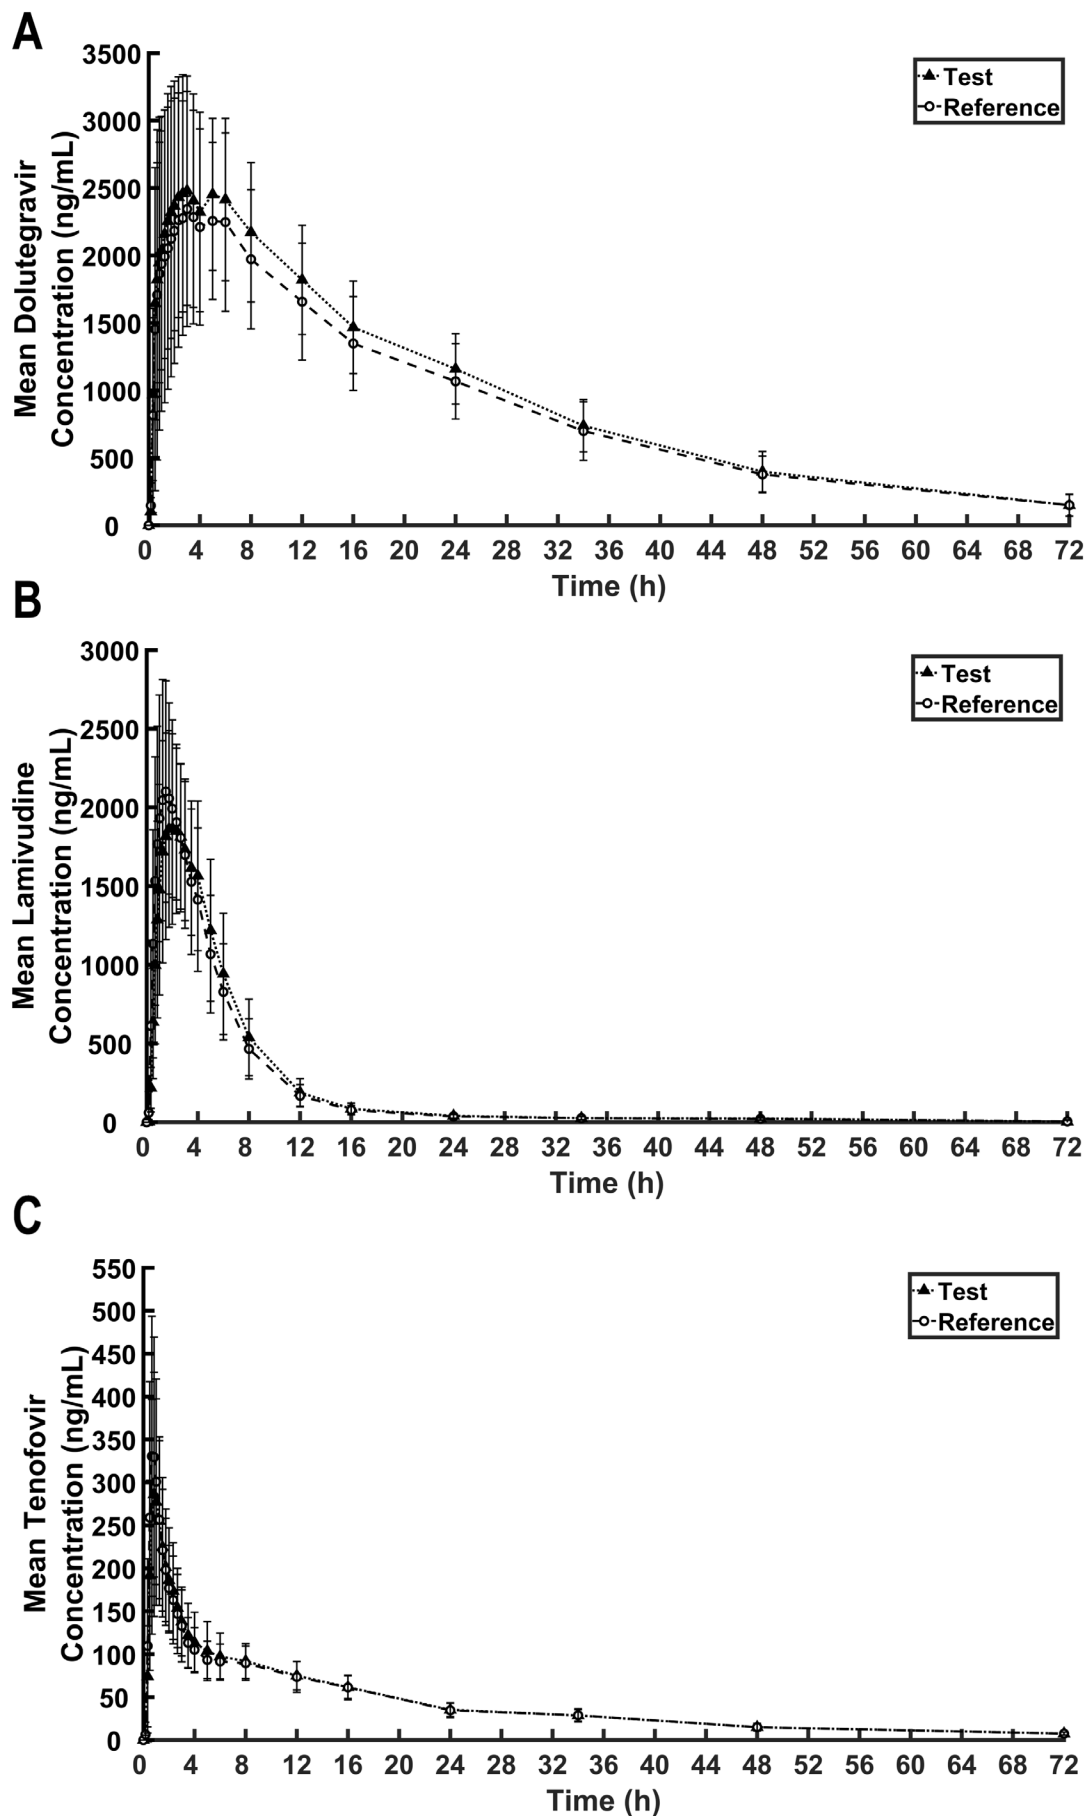 A
3500
3000
2500
2000
1500
1000
500
0
Mean Dolutegravir
Concentration (ng/mL)
Test
Reference
0 4 8 12 16 20 24 28 32 36 40 44 48 52 56 60 64 68 72
Time (h)
B
3000
2500
2000
1500
1000
500
0
Mean Lamivudine
Concentration (ng/mL)
Test
Reference
0 4 8 12 16 20 24 28 32 36 40 44 48 52 56 60 64 68 72
Time (h)
C
550
500
450
400
350
300
250
200
150
100
50
0
Mean Tenofovir
Concentration (ng/mL)
Test
Reference
0 4 8 12 16 20 24 28 32 36 40 44 48 52 56 60 64 68 72
Time (h)